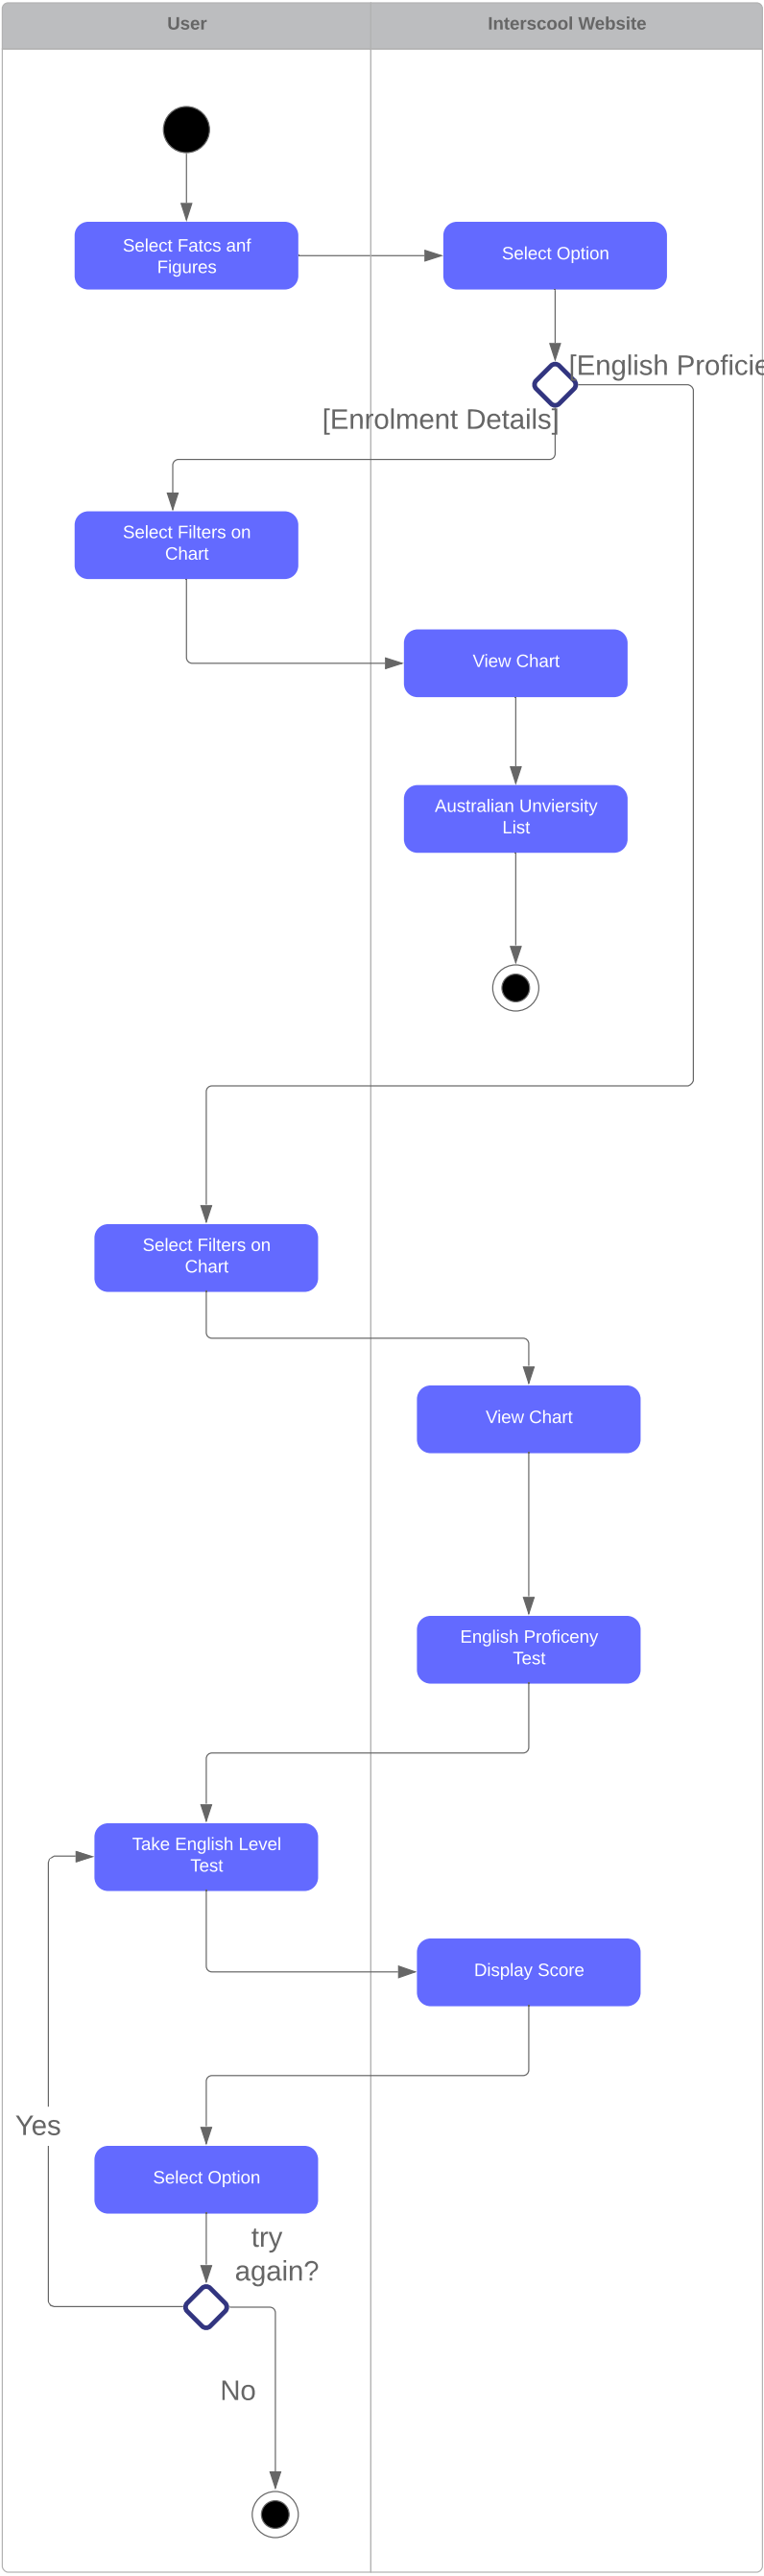 User
Interscool Website
Select Fatcs anf
Figures
Select Option
[English Proficie
[Enrolment Details]
Select Filters on
Chart
View Chart
Australian Unviersity
List
Select Filters on
Chart
View Chart
English Proficeny
Test
Take English Level
Test
Display Score
Yes
Select Option
try
again?
No